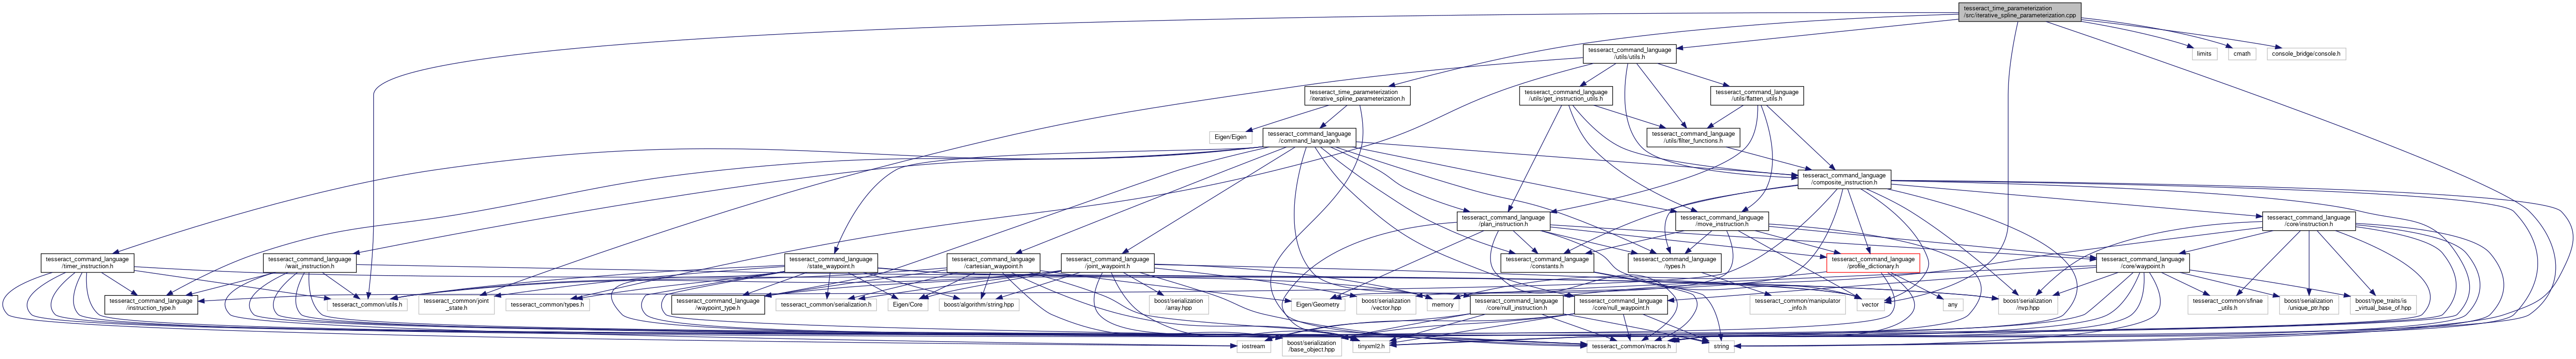 tesseract_time_parameterization
/src/iterative_spline_parameterization.cpp
tesseract_command_language
/utils/utils.h
limits
cmath
console_bridge/console.h
tesseract_time_parameterization
/iterative_spline_parameterization.h
tesseract_command_language
/utils/get_instruction_utils.h
tesseract_command_language
/utils/flatten_utils.h
Eigen/Eigen
tesseract_command_language
/command_language.h
tesseract_command_language
/utils/filter_functions.h
tesseract_command_language
/composite_instruction.h
tesseract_command_language
/plan_instruction.h
tesseract_command_language
/move_instruction.h
tesseract_command_language
/core/instruction.h
tesseract_command_language
/timer_instruction.h
tesseract_command_language
/wait_instruction.h
tesseract_command_language
/state_waypoint.h
tesseract_command_language
/cartesian_waypoint.h
tesseract_command_language
/joint_waypoint.h
tesseract_command_language
/constants.h
tesseract_command_language
/types.h
tesseract_command_language
/profile_dictionary.h
tesseract_command_language
/core/waypoint.h
tesseract_command_language
/instruction_type.h
tesseract_common/utils.h
tesseract_common/joint
_state.h
tesseract_common/types.h
tesseract_command_language
/waypoint_type.h
tesseract_common/serialization.h
Eigen/Core
boost/algorithm/string.hpp
boost/serialization
/array.hpp
Eigen/Geometry
boost/serialization
/vector.hpp
memory
tesseract_command_language
/core/null_instruction.h
tesseract_command_language
/core/null_waypoint.h
tesseract_common/manipulator
_info.h
vector
any
boost/serialization
/nvp.hpp
tesseract_common/sfinae
_utils.h
boost/serialization
/unique_ptr.hpp
boost/type_traits/is
_virtual_base_of.hpp
iostream
boost/serialization
/base_object.hpp
tinyxml2.h
tesseract_common/macros.h
string